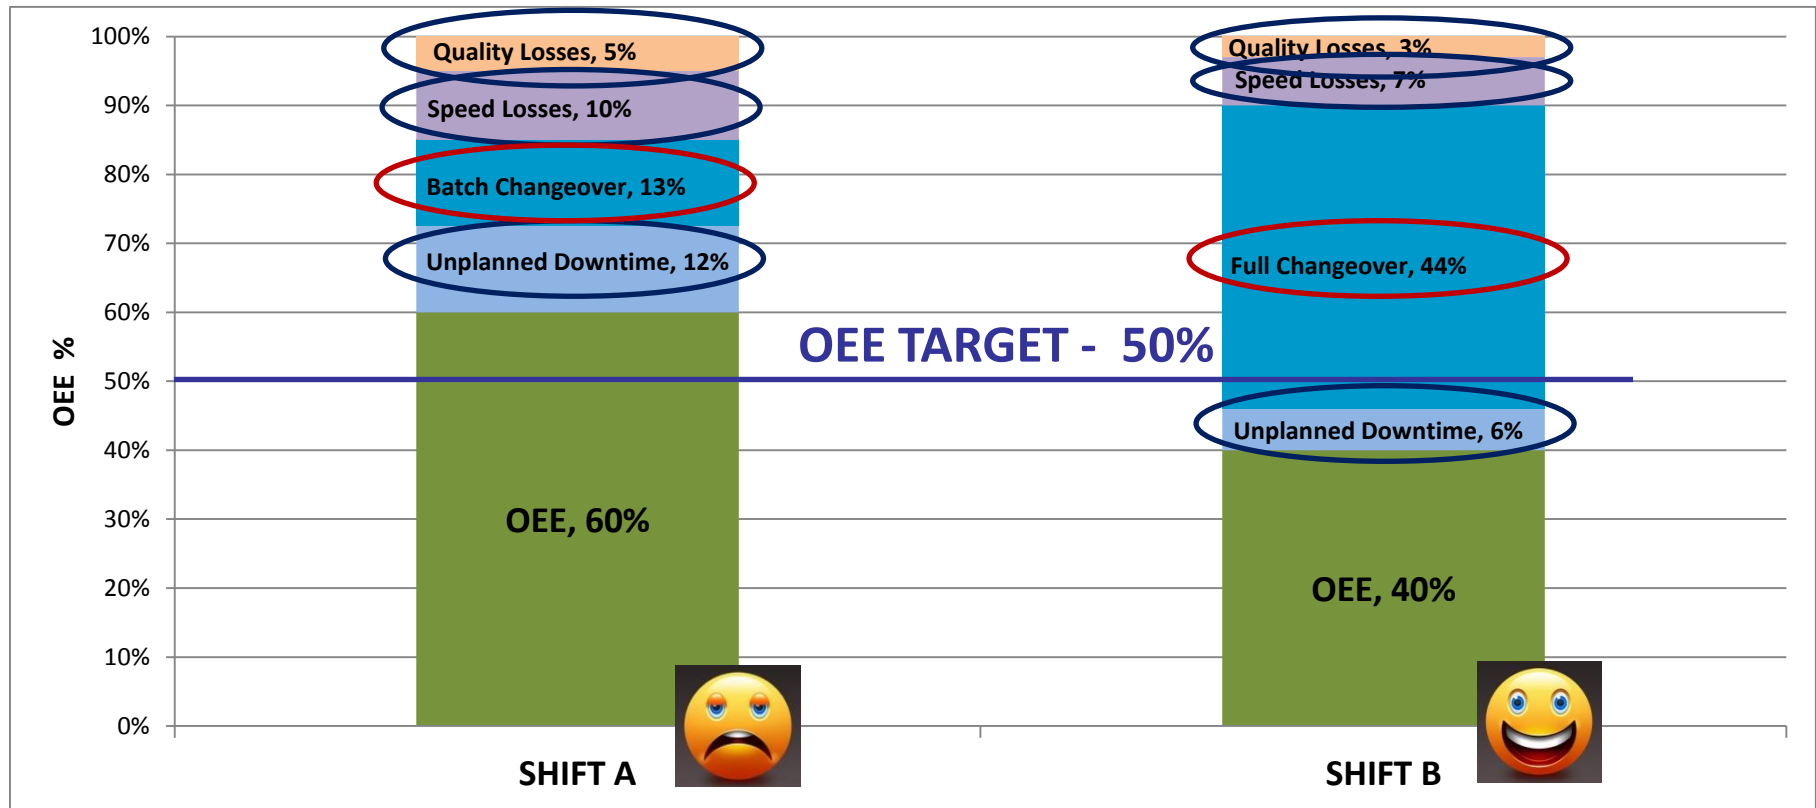 100%
90%
80%
70%
60%
50%
40%
30%
20%
10%
0%
OEE %
Quality Losses, 5%
Speed Losses, 10%
Batch Changeover, 13%
Unplanned Downtime, 12%
OEE, 60%
OEE TARGET - 50%
Quality Losses, 3%
Speed Losses, 7%
Full Changeover, 44%
Unplanned Downtime, 6%
OEE, 40%
SHIFT A
SHIFT B